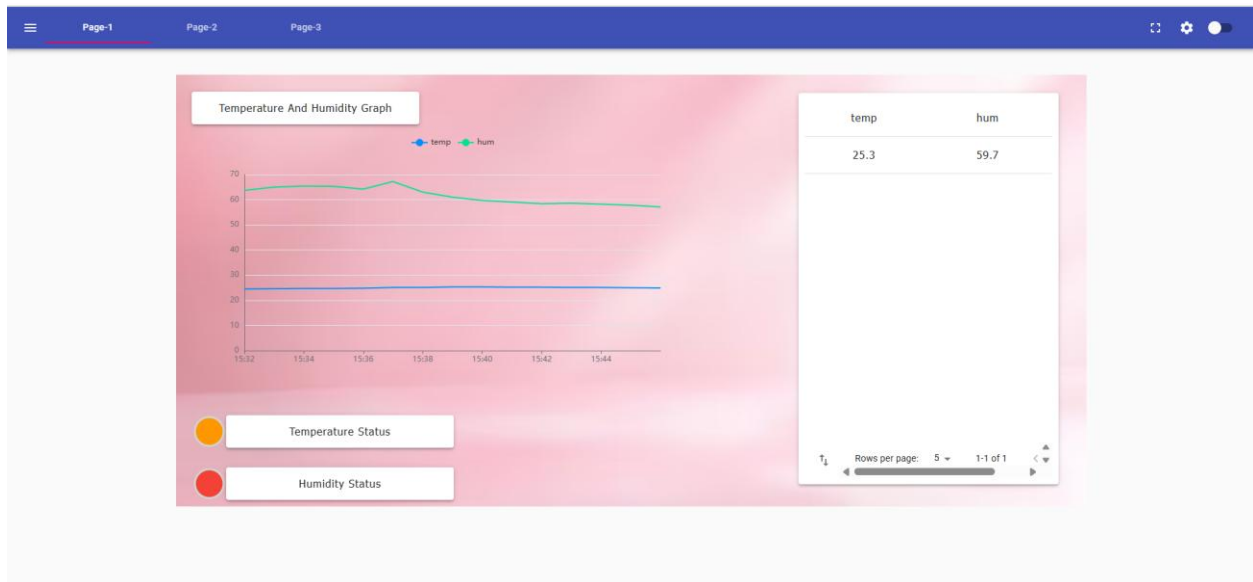 Page-1 Page-2 Page-3
Temperature And Humidity Graph
temp hum
70
60
50
40
30
20
10
0
15:32 15:34 15:36 15:38 15:40 15:42 15:44
Temperature Status
Humidity Status
temp hum
25.3 59.7
Rows per page: 5 1-1 of 1